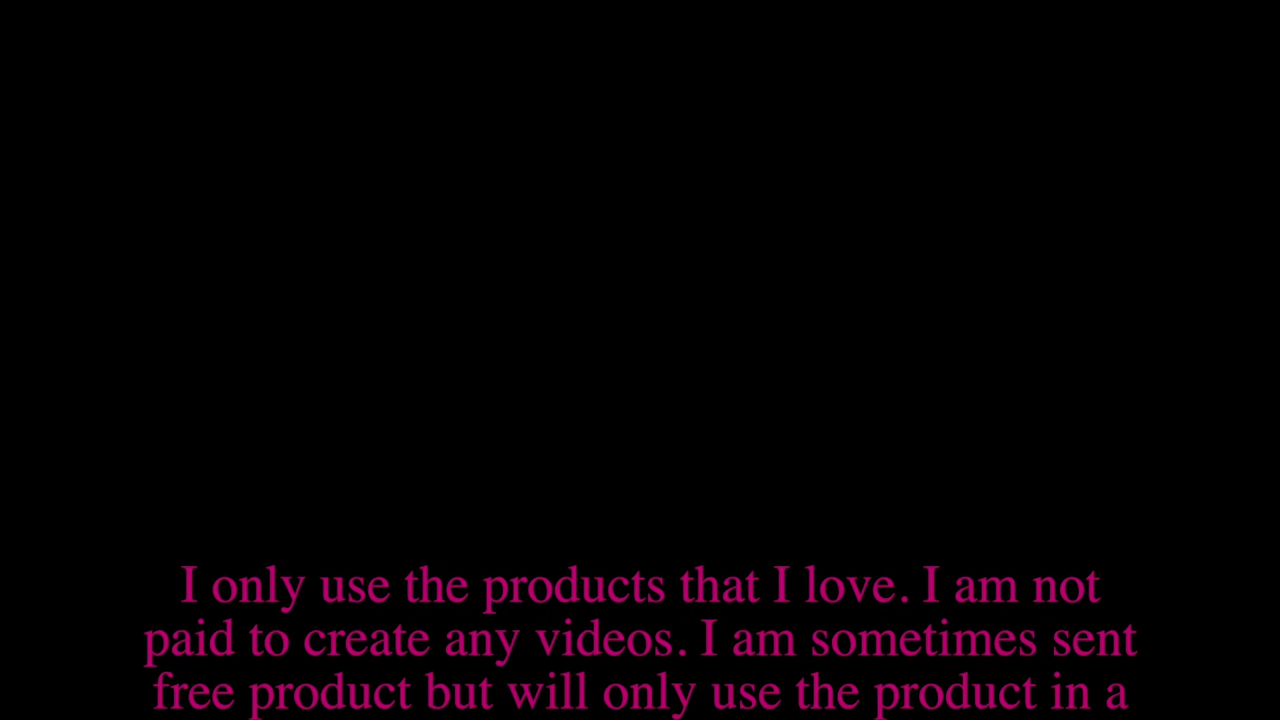 I only use the products that I love. I am not
paid to create any videos. I am sometimes sent
free product but will only use the product in a